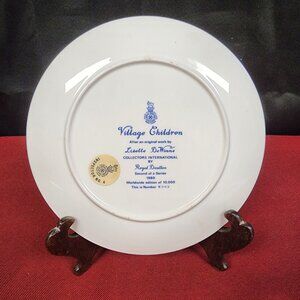 Village Children
After an original work by
Lisette DeWinne
COLLECTORS INTERNATIONAL
BY
Royal Doulton
Second of a Series
1980
Worldwide edition of 10,000
This is Number